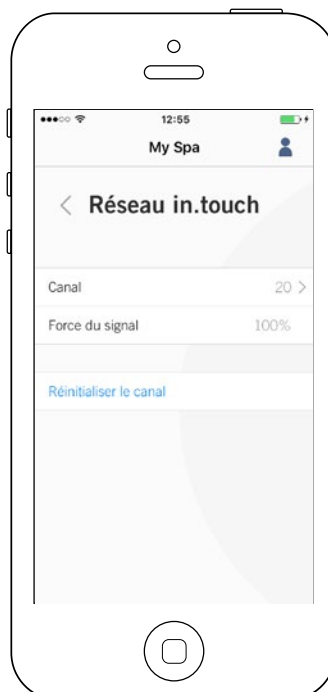 12:55
My Spa
Réseau in.touch
Canal 20
Force du signal 100%
Réinitialiser le canal